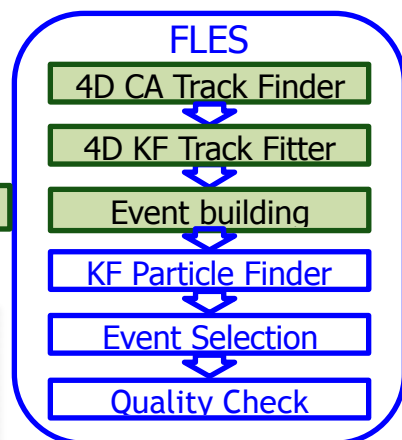 FLES
4D CA Track Finder
4D KF Track Fitter
Event building
KF Particle Finder
Event Selection
Quality Check